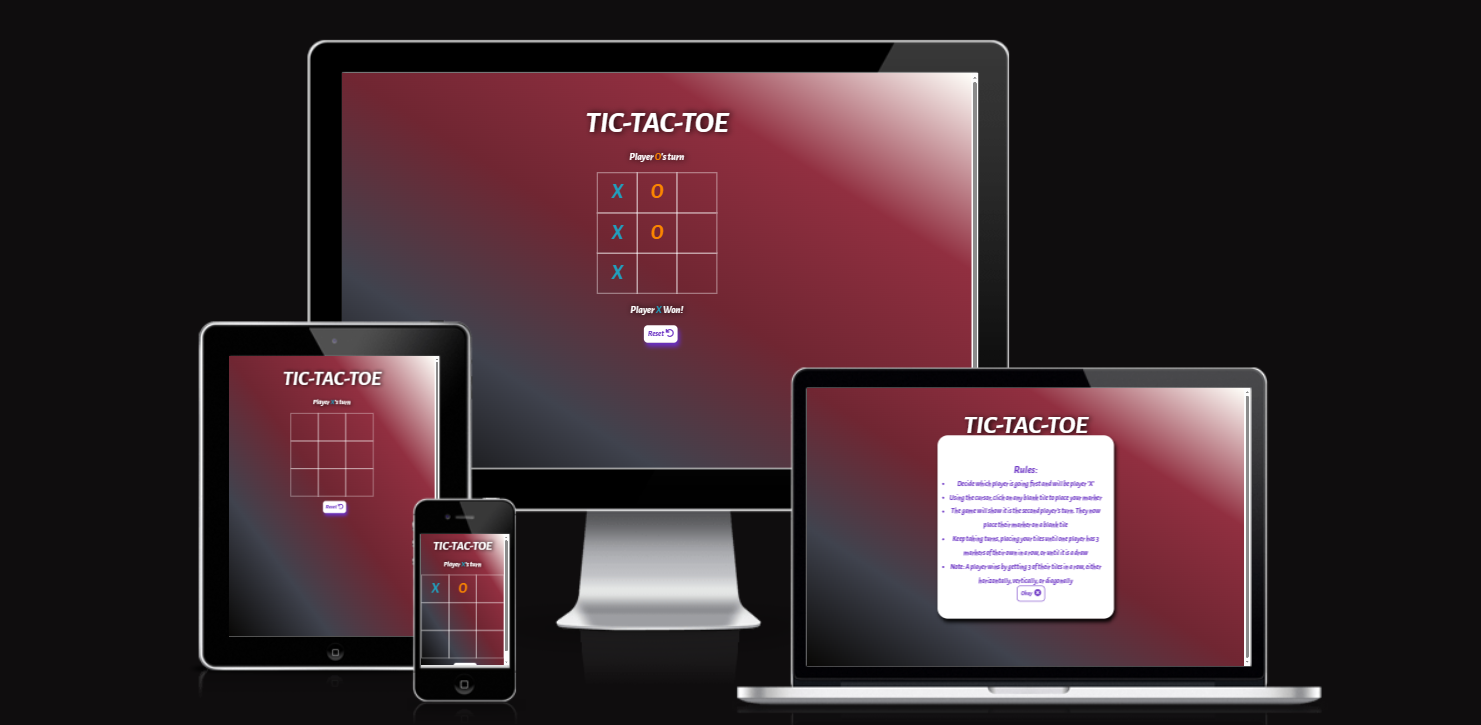 TIC-TAC-TOE
Player O's turn
X O
X O
X
Player X Won!
Reset
TIC-TAC-TOE
Player X's turn
Reset
TIC-TAC-TOE
Player X's turn
X O
TIC-TAC-TOE
Rules:
Decide which player is going first and will be player "X"
Using the cursor, click on any blank tile to place your marker
The game will show it is the second player's turn. They now
place their marker on a blank tile
Keep taking turns, placing your tiles until one player has 3
markers of their own in a row, or until it is a draw
Note: A player wins by getting 3 of their tiles in a row, either
horizontally, vertically, or diagonally
Okay